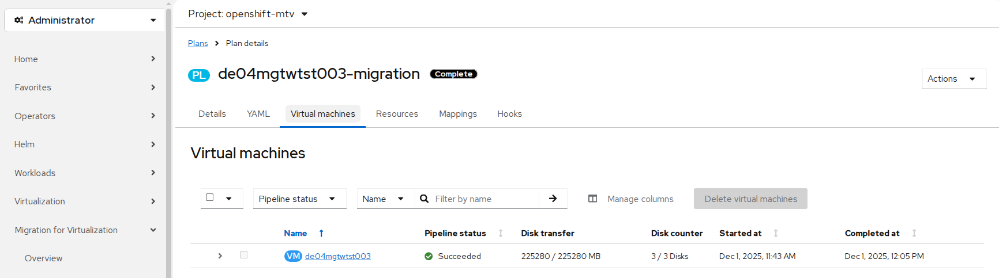 Administrator
Home
Favorites
Operators
Helm
Workloads
Virtualization
Migration for Virtualization
Overview
Project: openshift-mtv
Plans Plan details
PL de04mgtwtst003-migration Complete
Actions
Details YAML Virtual machines Resources Mappings Hooks
Virtual machines
Pipeline status Name Filter by name Manage columns Delete virtual machines
Name Pipeline status Disk transfer Disk counter Started at Completed at
VM de04mgtwtst003 Succeeded 225280 / 225280 MB 3 / 3 Disks Dec 1, 2025, 11:43 AM Dec 1, 2025, 12:05 PM